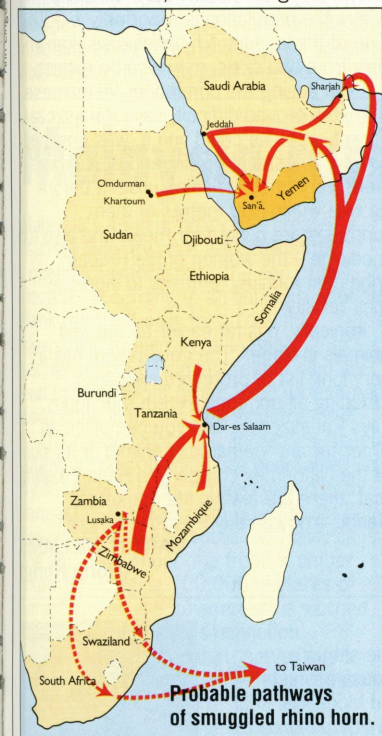 Saudi Arabia
Sharjah
Jeddah
Omdurman
Khartoum
San'ā,
Yemen
Sudan
Djibouti
Ethiopia
Somalia
Kenya
Burundi
Tanzania
Dar-es Salaam
Zambia
Lusaka
Mozambique
Zimbabwe
Swaziland
South Africa
to Taiwan
Probable pathways
of smuggled rhino horn.